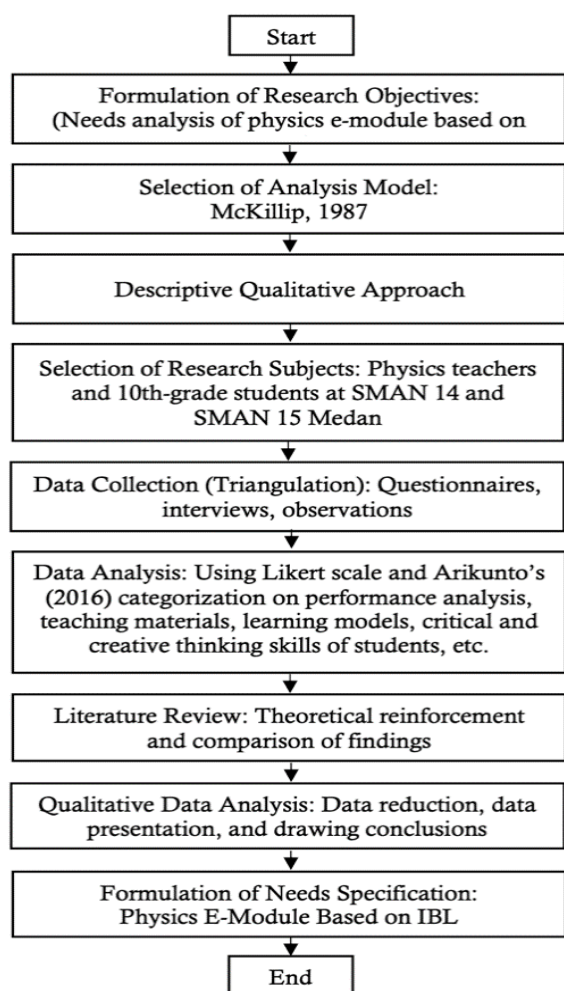 Start
Formulation of Research Objectives:
(Needs analysis of physics e-module based on
Selection of Analysis Model:
McKillip, 1987
Descriptive Qualitative Approach
Selection of Research Subjects: Physics teachers
and 10th-grade students at SMAN 14 and
SMAN 15 Medan
Data Collection (Triangulation): Questionnaires,
interviews, observations
Data Analysis: Using Likert scale and Arikunto's
(2016) categorization on performance analysis,
teaching materials, learning models, critical and
creative thinking skills of students, etc.
Literature Review: Theoretical reinforcement
and comparison of findings
Qualitative Data Analysis: Data reduction, data
presentation, and drawing conclusions
Formulation of Needs Specification:
Physics E-Module Based on IBL
End